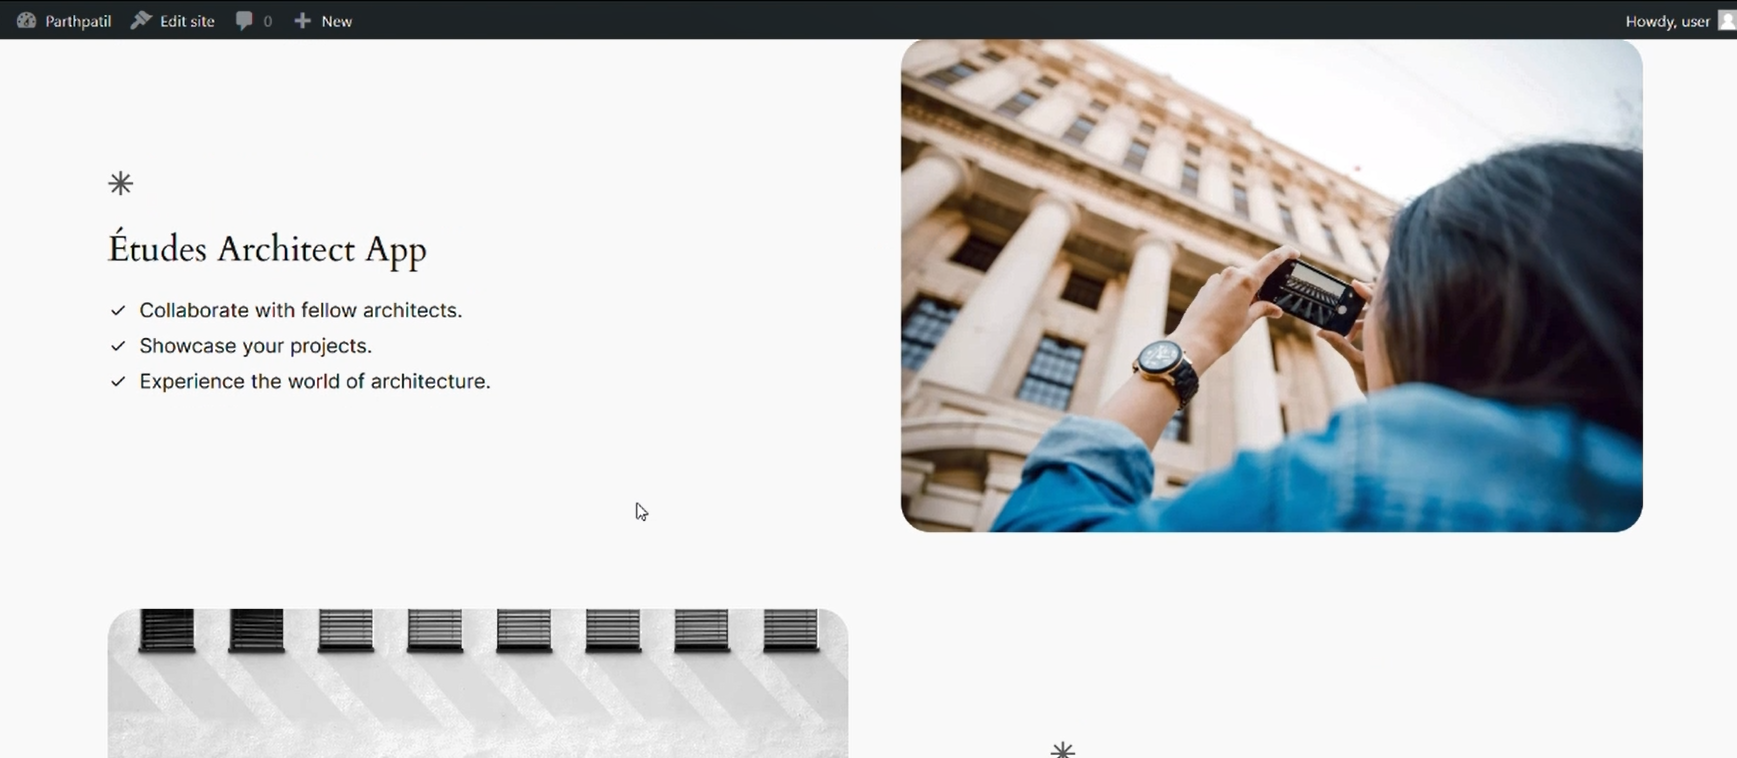 Parthpatil Edit site 0 New Howdy, user
Études Architect App
Collaborate with fellow architects.
Showcase your projects.
Experience the world of architecture.